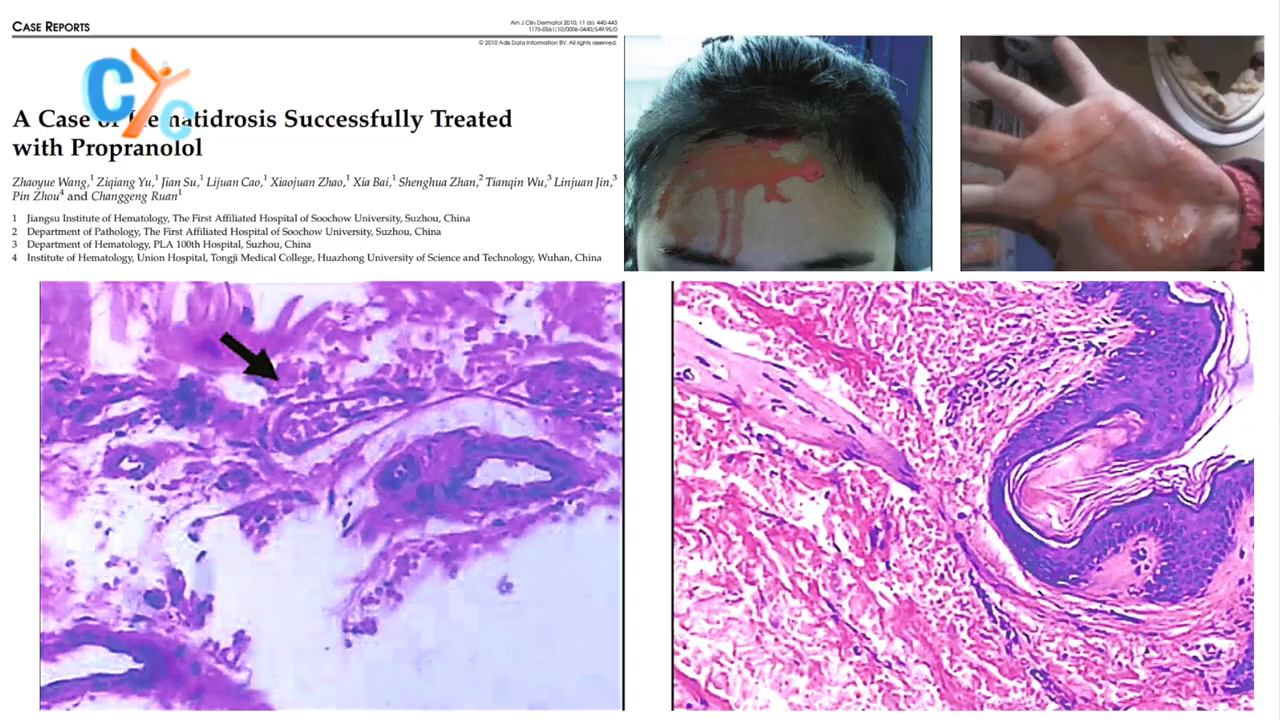 CASE REPORTS
Am J Clin Dermatol 2010; 11 (6): 440-443
1175-0561/10/0006-0440/$49.95/0
© 2010 Adis Data Information BV. All rights reserved.
CYC
A Case of Hematidrosis Successfully Treated
with Propranolol
Zhaoyue Wang,1 Ziqiang Yu,1 Jian Su,1 Lijuan Cao,1 Xiaojuan Zhao,1 Xia Bai,1 Shenghua Zhan,2 Tianqin Wu,3 Linjuan Jin,3
Pin Zhou4 and Changgeng Ruan1
1 Jiangsu Institute of Hematology, The First Affiliated Hospital of Soochow University, Suzhou, China
2 Department of Pathology, The First Affiliated Hospital of Soochow University, Suzhou, China
3 Department of Hematology, PLA 100th Hospital, Suzhou, China
4 Institute of Hematology, Union Hospital, Tongji Medical College, Huazhong University of Science and Technology, Wuhan, China